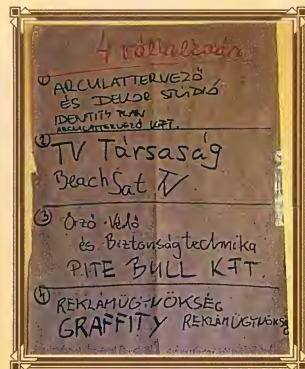 4 vállalkozás
① ARCULATTERVEZŐ
ÉS DEKOR STÚDIÓ
IDENTITY PLAN
ARCULATTERVEZŐ KFT.
② TV Társaság
BeachSat TV
③ Őrző-Védő
és Biztonságtechnika
PITE BULL KFT.
④ REKLÁMÜGYNÖKSÉG
GRAFFITY REKLÁMÜGYNÖKSÉG